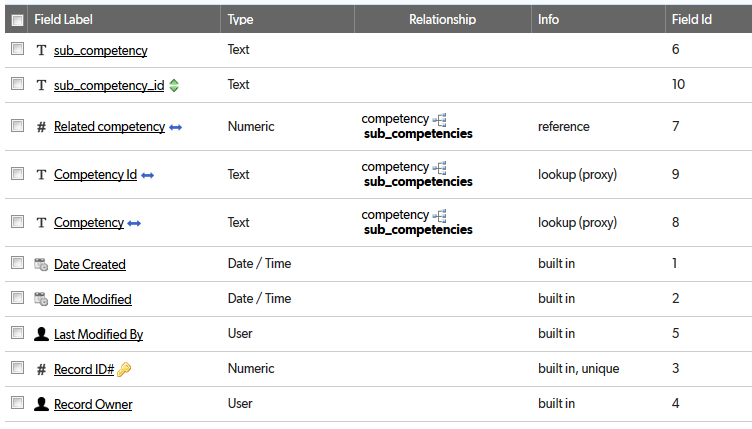 Field Label Type Relationship Info Field Id
T sub_competency Text 6
T sub_competency_id Text 10
# Related competency Numeric competency sub_competencies reference 7
T Competency Id Text competency sub_competencies lookup (proxy) 9
T Competency Text competency sub_competencies lookup (proxy) 8
Date Created Date / Time built in 1
Date Modified Date / Time built in 2
Last Modified By User built in 5
# Record ID# Numeric built in, unique 3
Record Owner User built in 4